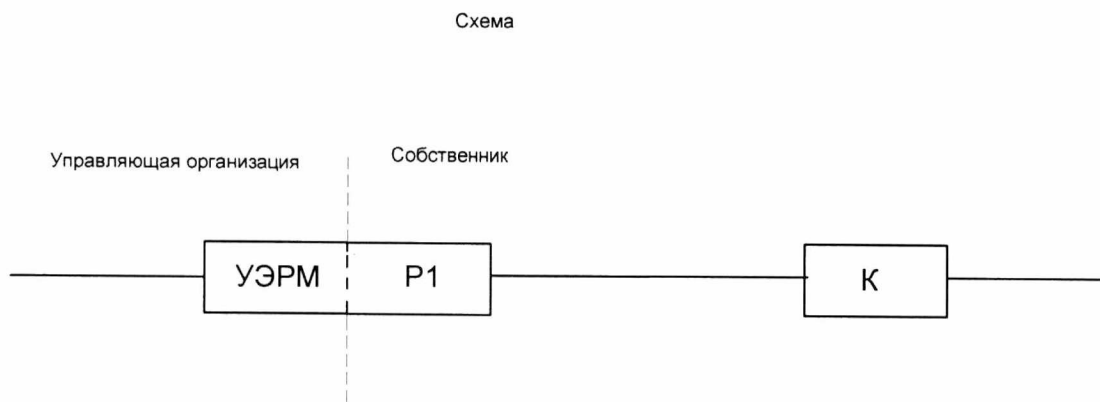 Схема
Управляющая организация
Собственник
УЭРМ
Р1
К